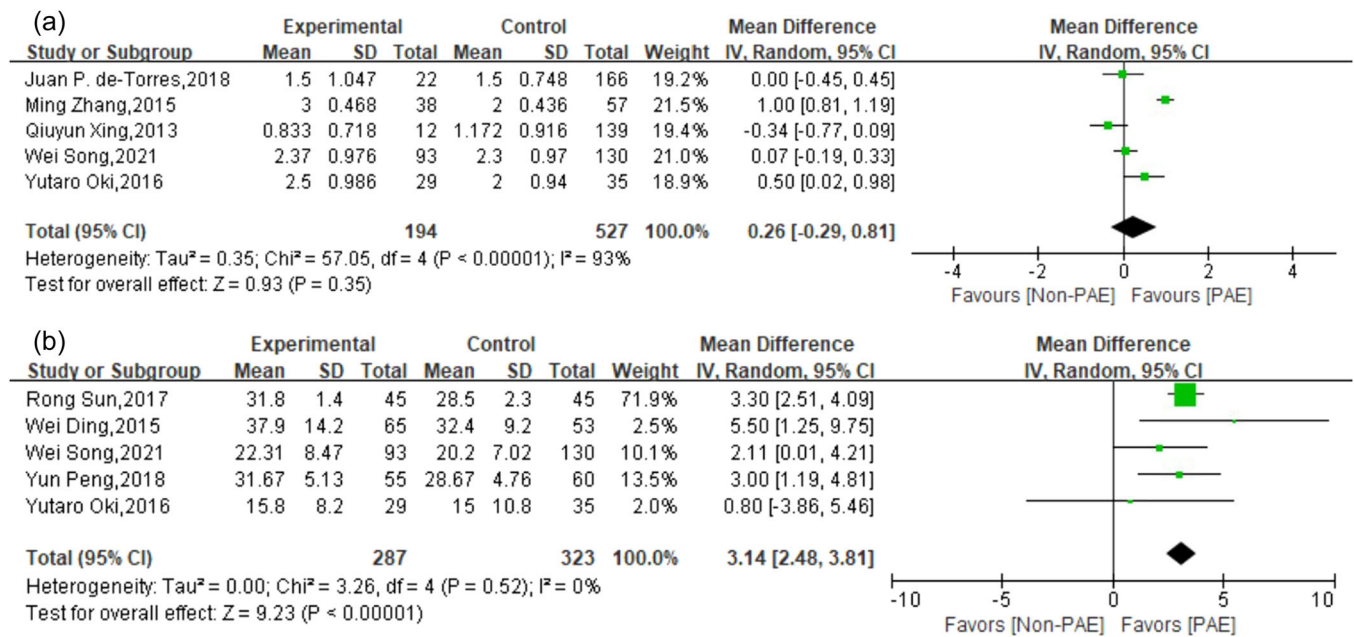 (a)
Experimental Control Mean Difference Mean Difference
Study or Subgroup Mean SD Total Mean SD Total Weight IV, Random, 95% CI IV, Random, 95% CI
Juan P. de-Torres,2018 1.5 1.047 22 1.5 0.748 166 19.2% 0.00 [-0.45, 0.45]
Ming Zhang,2015 3 0.468 38 2 0.436 57 21.5% 1.00 [0.81, 1.19]
Qiuyun Xing,2013 0.833 0.718 12 1.172 0.916 139 19.4% -0.34 [-0.77, 0.09]
Wei Song,2021 2.37 0.976 93 2.3 0.97 130 21.0% 0.07 [-0.19, 0.33]
Yutaro Oki,2016 2.5 0.986 29 2 0.94 35 18.9% 0.50 [0.02, 0.98]
Total (95% CI) 194 527 100.0% 0.26 [-0.29, 0.81]
Heterogeneity: Tau² = 0.35; Chi² = 57.05, df = 4 (P < 0.00001); I² = 93%
Test for overall effect: Z = 0.93 (P = 0.35)
-4 -2 0 2 4
Favours [Non-PAE] Favours [PAE]
(b)
Experimental Control Mean Difference Mean Difference
Study or Subgroup Mean SD Total Mean SD Total Weight IV, Random, 95% CI IV, Random, 95% CI
Rong Sun,2017 31.8 1.4 45 28.5 2.3 45 71.9% 3.30 [2.51, 4.09]
Wei Ding,2015 37.9 14.2 65 32.4 9.2 53 2.5% 5.50 [1.25, 9.75]
Wei Song,2021 22.31 8.47 93 20.2 7.02 130 10.1% 2.11 [0.01, 4.21]
Yun Peng,2018 31.67 5.13 55 28.67 4.76 60 13.5% 3.00 [1.19, 4.81]
Yutaro Oki,2016 15.8 8.2 29 15 10.8 35 2.0% 0.80 [-3.86, 5.46]
Total (95% CI) 287 323 100.0% 3.14 [2.48, 3.81]
Heterogeneity: Tau² = 0.00; Chi² = 3.26, df = 4 (P = 0.52); I² = 0%
Test for overall effect: Z = 9.23 (P < 0.00001)
-10 -5 0 5 10
Favors [Non-PAE] Favors [PAE]